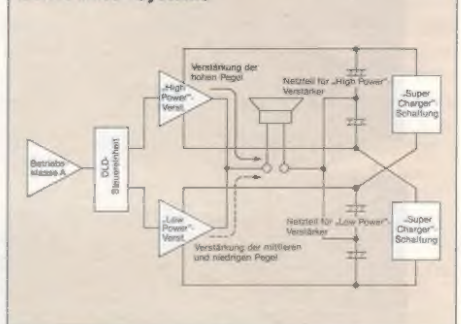 Verstärkung der
hohen Pegel
„High
Power"-
Verst.
Netzteil für „High Power"-
Verstärker
„Super
Charger"-
Schaltung
Betriebs
klasse A
DLD-
Steuereinheit
„Low
Power"-
Verst.
Verstärkung der mittleren
und niedrigen Pegel
Netzteil für „Low Power"-
Verstärker
„Super
Charger"-
Schaltung